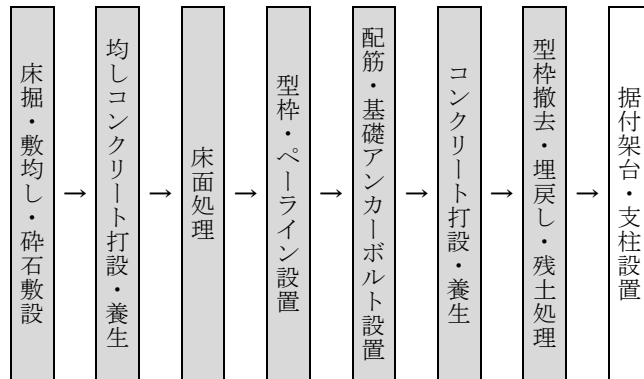 床掘・敷均し・砕石敷設
→
均しコンクリート打設・養生
→
床面処理
→
型枠・ペーライン設置
→
配筋・基礎アンカーボルト設置
→
コンクリート打設・養生
→
型枠撤去・埋戻し・残土処理
→
据付架台・支柱設置